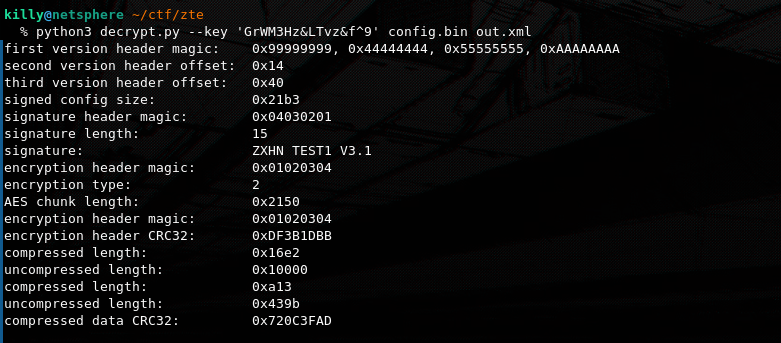 killy@netsphere ~/ctf/zte
% python3 decrypt.py --key 'GrWM3Hz&LTvz&f^9' config.bin out.xml
first version header magic: 0x99999999, 0x44444444, 0x55555555, 0xAAAAAAAA
second version header offset: 0x14
third version header offset: 0x40
signed config size: 0x21b3
signature header magic: 0x04030201
signature length: 15
signature: ZXHN TEST1 V3.1
encryption header magic: 0x01020304
encryption type: 2
AES chunk length: 0x2150
encryption header magic: 0x01020304
encryption header CRC32: 0xDF3B1DBB
compressed length: 0x16e2
uncompressed length: 0x10000
compressed length: 0xa13
uncompressed length: 0x439b
compressed data CRC32: 0x720C3FAD